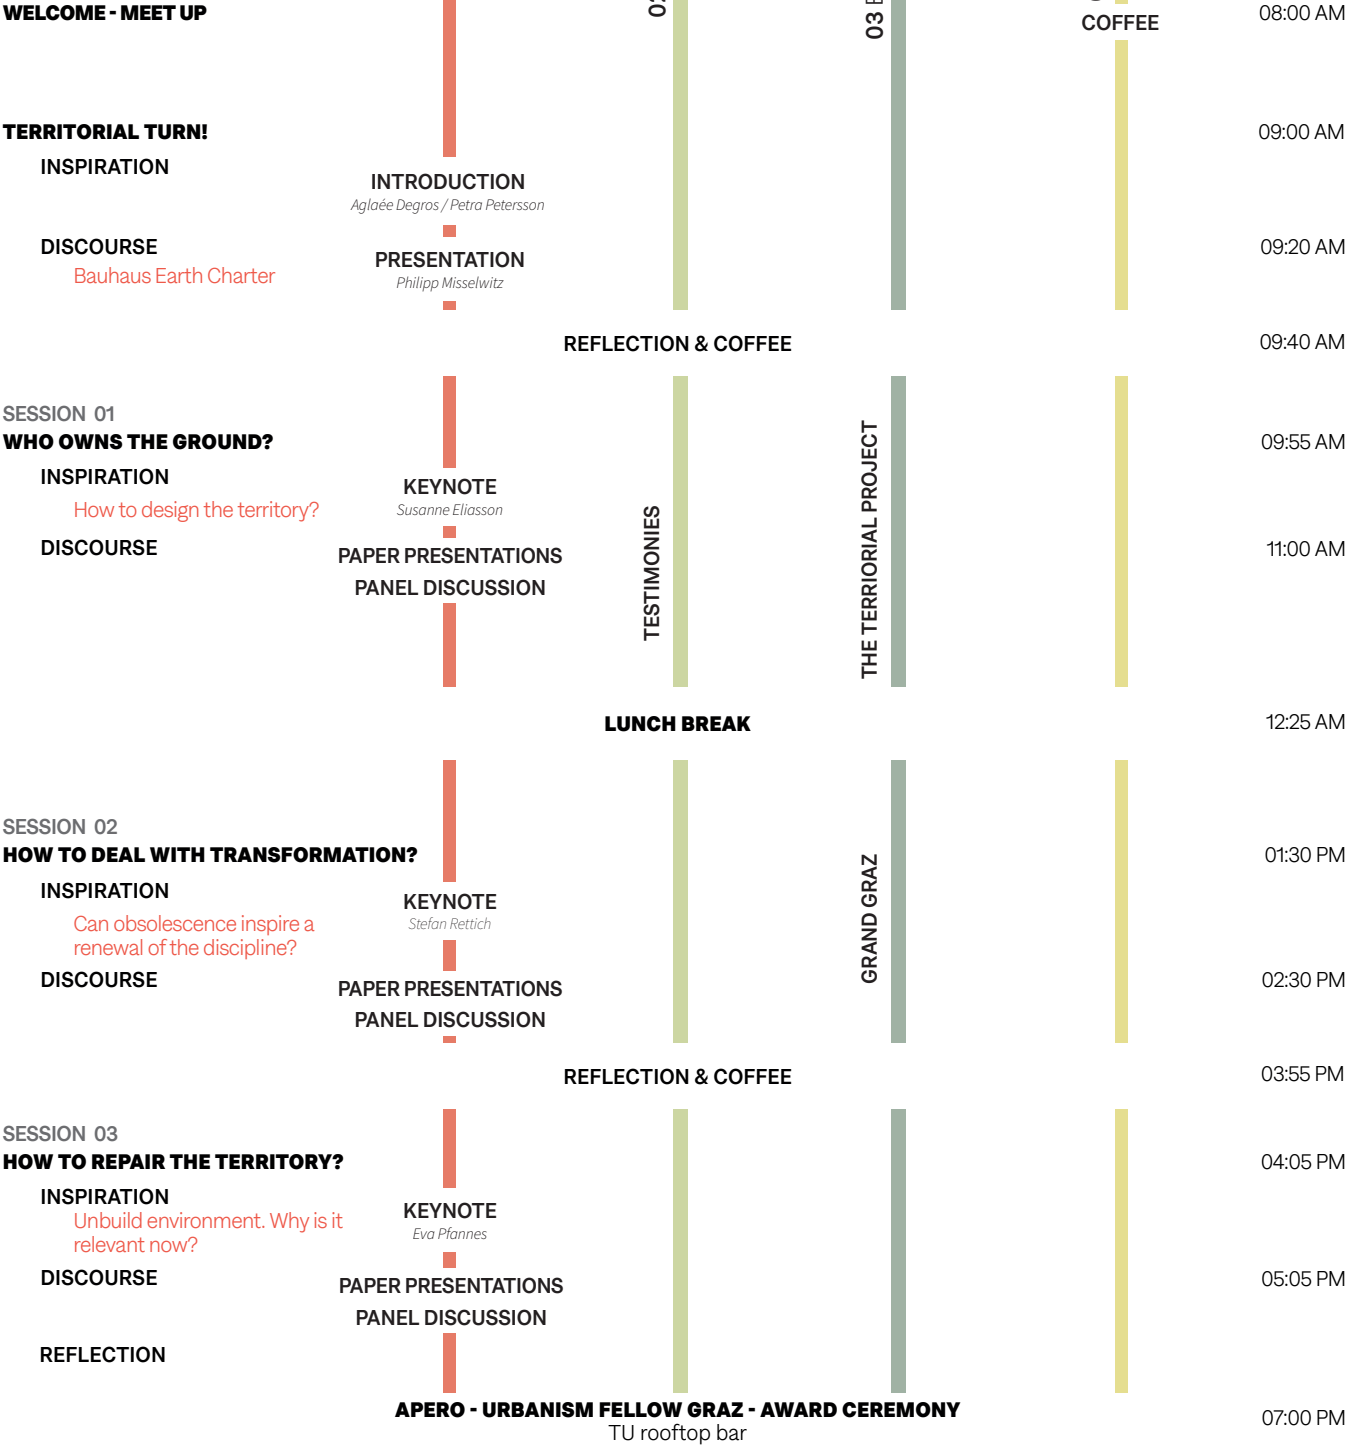 WELCOME - MEET UP
03
COFFEE
08:00 AM
TERRITORIAL TURN!
09:00 AM
INSPIRATION
INTRODUCTION
Aglaée Degros / Petra Petersson
DISCOURSE
09:20 AM
Bauhaus Earth Charter
PRESENTATION
Philipp Misselwitz
REFLECTION & COFFEE
09:40 AM
SESSION 01
WHO OWNS THE GROUND?
09:55 AM
INSPIRATION
How to design the territory?
KEYNOTE
Susanne Eliasson
DISCOURSE
11:00 AM
PAPER PRESENTATIONS
PANEL DISCUSSION
TESTIMONIES
THE TERRIORIAL PROJECT
LUNCH BREAK
12:25 AM
SESSION 02
HOW TO DEAL WITH TRANSFORMATION?
01:30 PM
INSPIRATION
Can obsolescence inspire a
renewal of the discipline?
KEYNOTE
Stefan Rettich
GRAND GRAZ
DISCOURSE
02:30 PM
PAPER PRESENTATIONS
PANEL DISCUSSION
REFLECTION & COFFEE
03:55 PM
SESSION 03
HOW TO REPAIR THE TERRITORY?
04:05 PM
INSPIRATION
Unbuild environment. Why is it
relevant now?
KEYNOTE
Eva Pfannes
DISCOURSE
05:05 PM
PAPER PRESENTATIONS
PANEL DISCUSSION
REFLECTION
APERO - URBANISM FELLOW GRAZ - AWARD CEREMONY
TU rooftop bar
07:00 PM